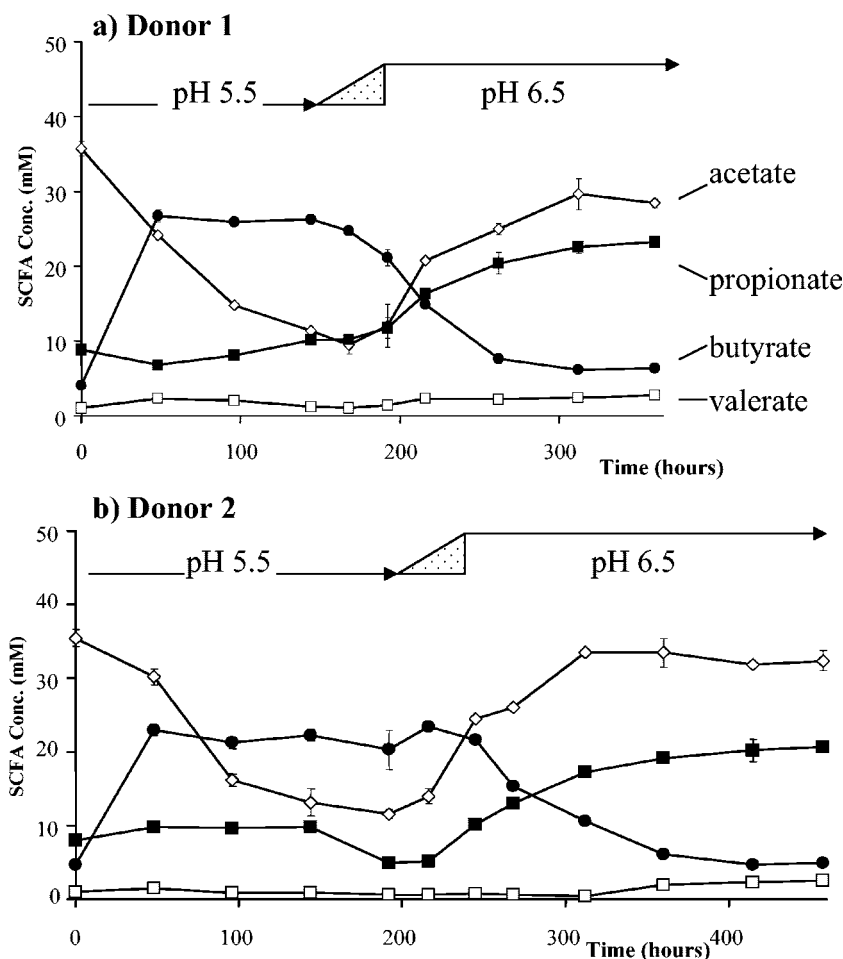 a) Donor 1
50
40
30
20
10
0
SCFA Conc. (mM)
pH 5.5
pH 6.5
acetate
propionate
butyrate
valerate
0
100
200
300
Time (hours)
b) Donor 2
50
40
30
20
10
0
SCFA Conc. (mM)
pH 5.5
pH 6.5
0
100
200
300
400
Time (hours)